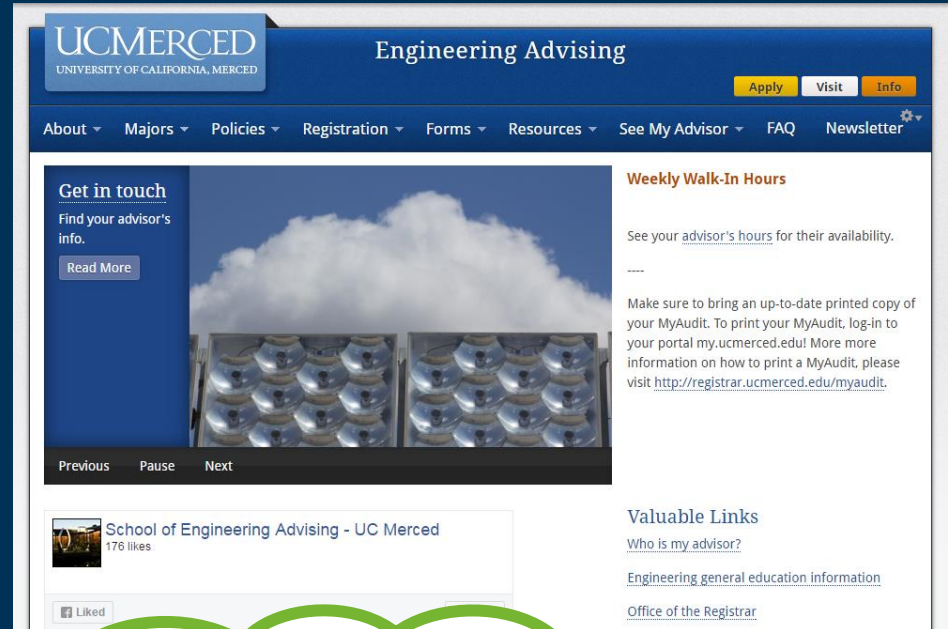 UCMERCED
UNIVERSITY OF CALIFORNIA, MERCED
Engineering Advising
Apply Visit Info
About Majors Policies Registration Forms Resources See My Advisor FAQ Newsletter
Get in touch
Find your advisor's
info.
Read More
Previous Pause Next
Weekly Walk-In Hours
See your advisor's hours for their availability.
----
Make sure to bring an up-to-date printed copy of
your MyAudit. To print your MyAudit, log-in to
your portal my.ucmerced.edu! More more
information on how to print a MyAudit, please
visit http://registrar.ucmerced.edu/myaudit.
School of Engineering Advising - UC Merced
176 likes
Liked
Valuable Links
Who is my advisor?
Engineering general education information
Office of the Registrar